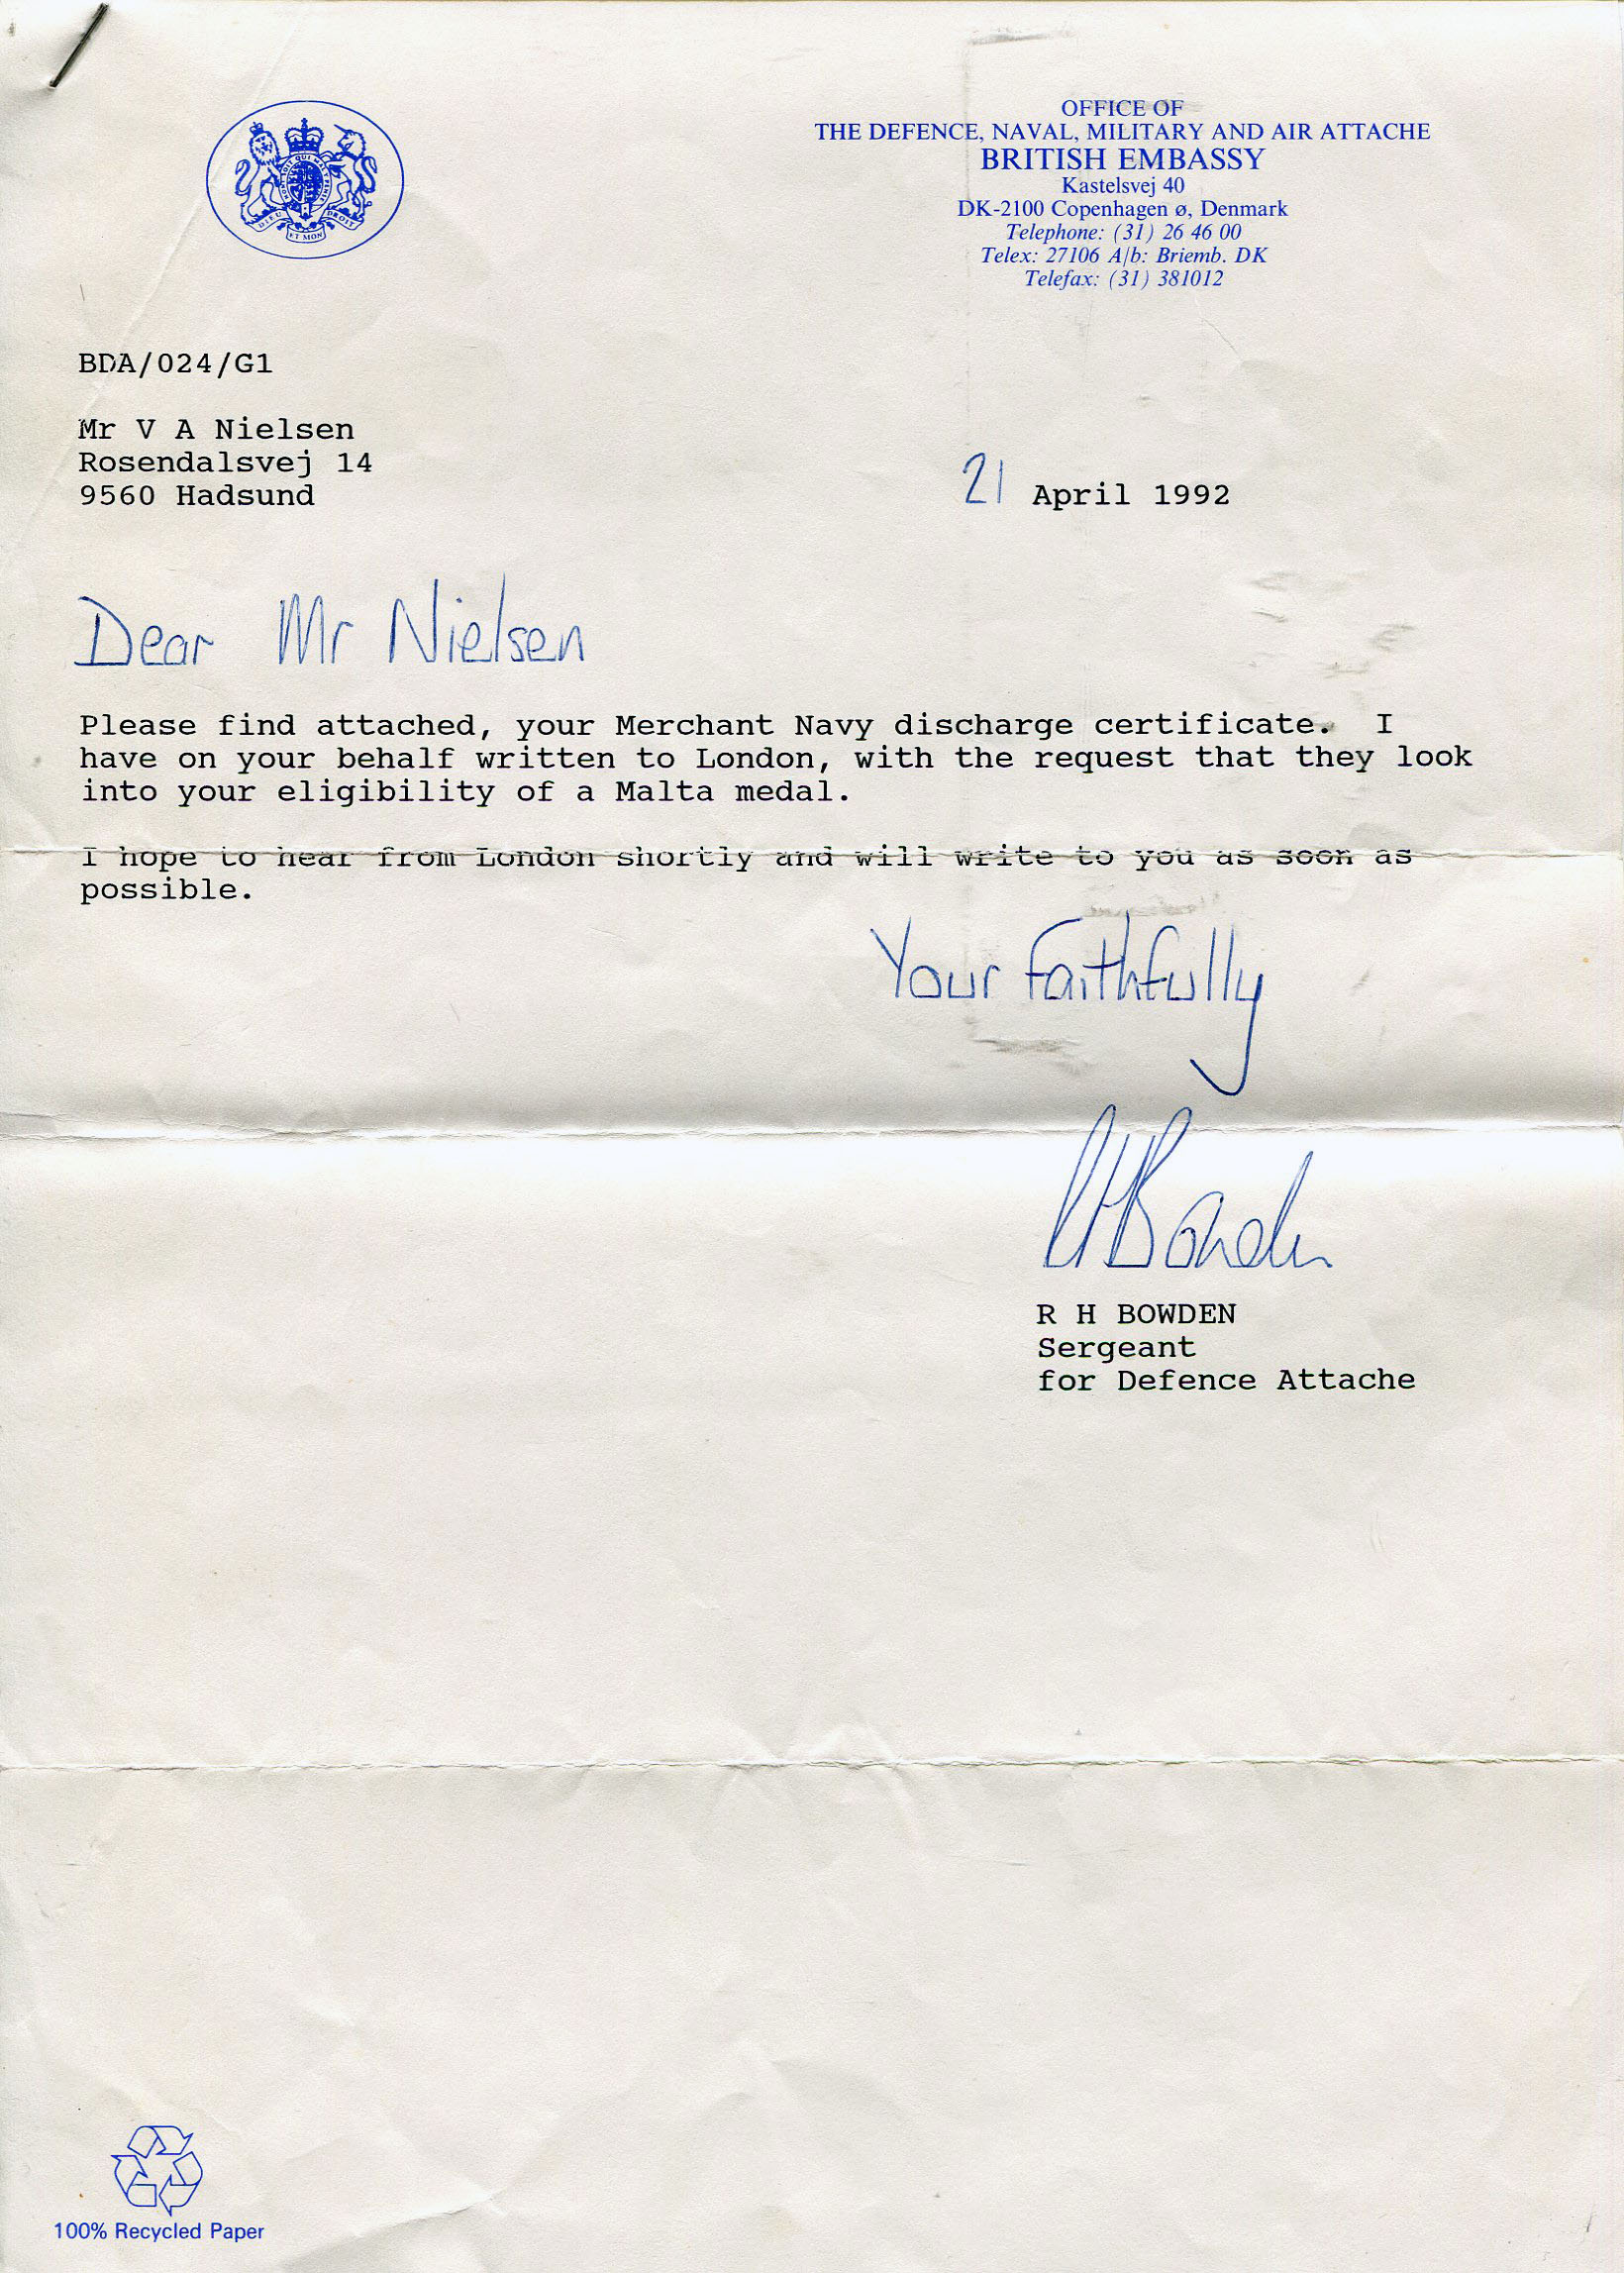 OFFICE OF
THE DEFENCE, NAVAL, MILITARY AND AIR ATTACHE
BRITISH EMBASSY
Kastelsvej 40
DK-2100 Copenhagen ø, Denmark
Telephone: (31) 26 46 00
Telex: 27106 A/b: Briemb. DK
Telefax: (31) 381012
DIEU ET MON DROIT
BDA/024/G1
Mr V A Nielsen
Rosendalsvej 14
9560 Hadsund
21 April 1992
Dear Mr Nielsen
Please find attached, your Merchant Navy discharge certificate. I
have on your behalf written to London, with the request that they look
into your eligibility of a Malta medal.
I hope to hear from London shortly and will write to you as soon as
possible.
Your Faithfully
RHBowden
R H BOWDEN
Sergeant
for Defence Attache
100% Recycled Paper